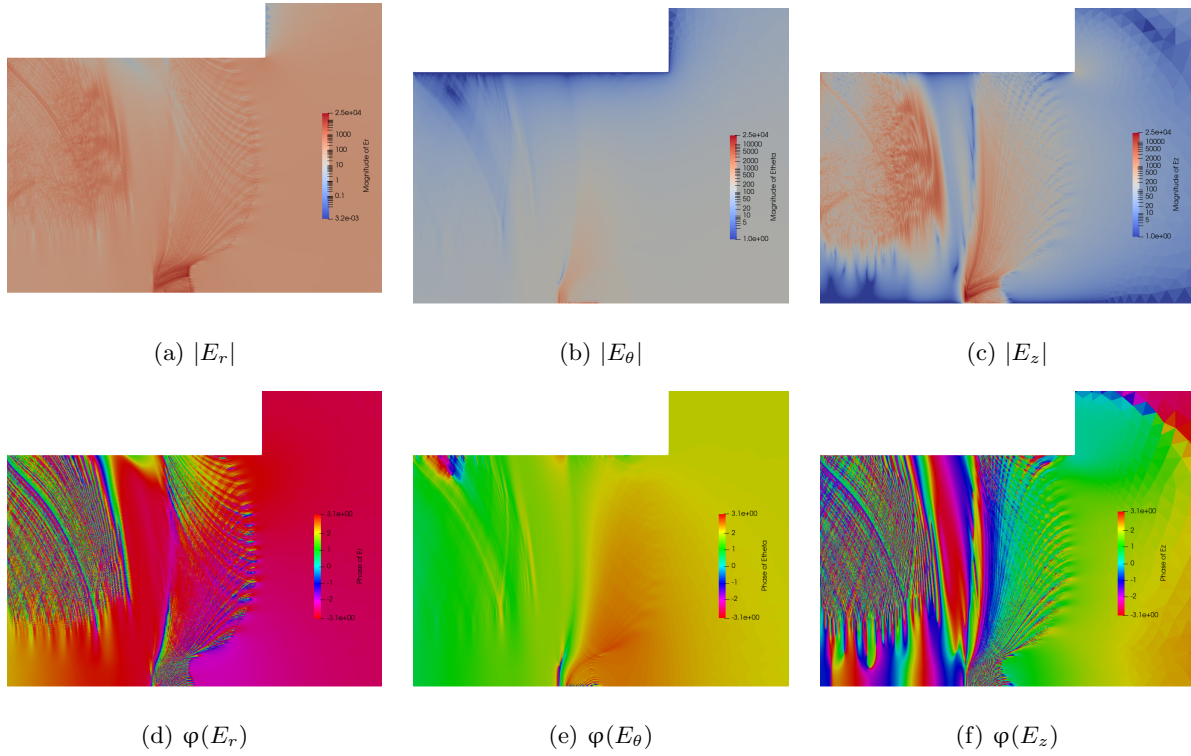 2.5e+04
1000
100
10
1
0.1
3.2e-03
Magnitude of Er
2.5e+04
10000
5000
2000
1000
500
200
100
50
20
10
5
1.0e+00
Magnitude of Etheta
2.5e+04
10000
5000
2000
1000
500
200
100
50
20
10
5
1.0e+00
Magnitude of Ez
(a) |E_r|
(b) |E_θ|
(c) |E_z|
3.1e+00
2
1
0
-1
-2
-3.1e+00
Phase of Er
3.1e+00
2
1
0
-1
-2
-3.1e+00
Phase of Etheta
3.1e+00
2
1
0
-1
-2
-3.1e+00
Phase of Ez
(d) φ(E_r)
(e) φ(E_θ)
(f) φ(E_z)